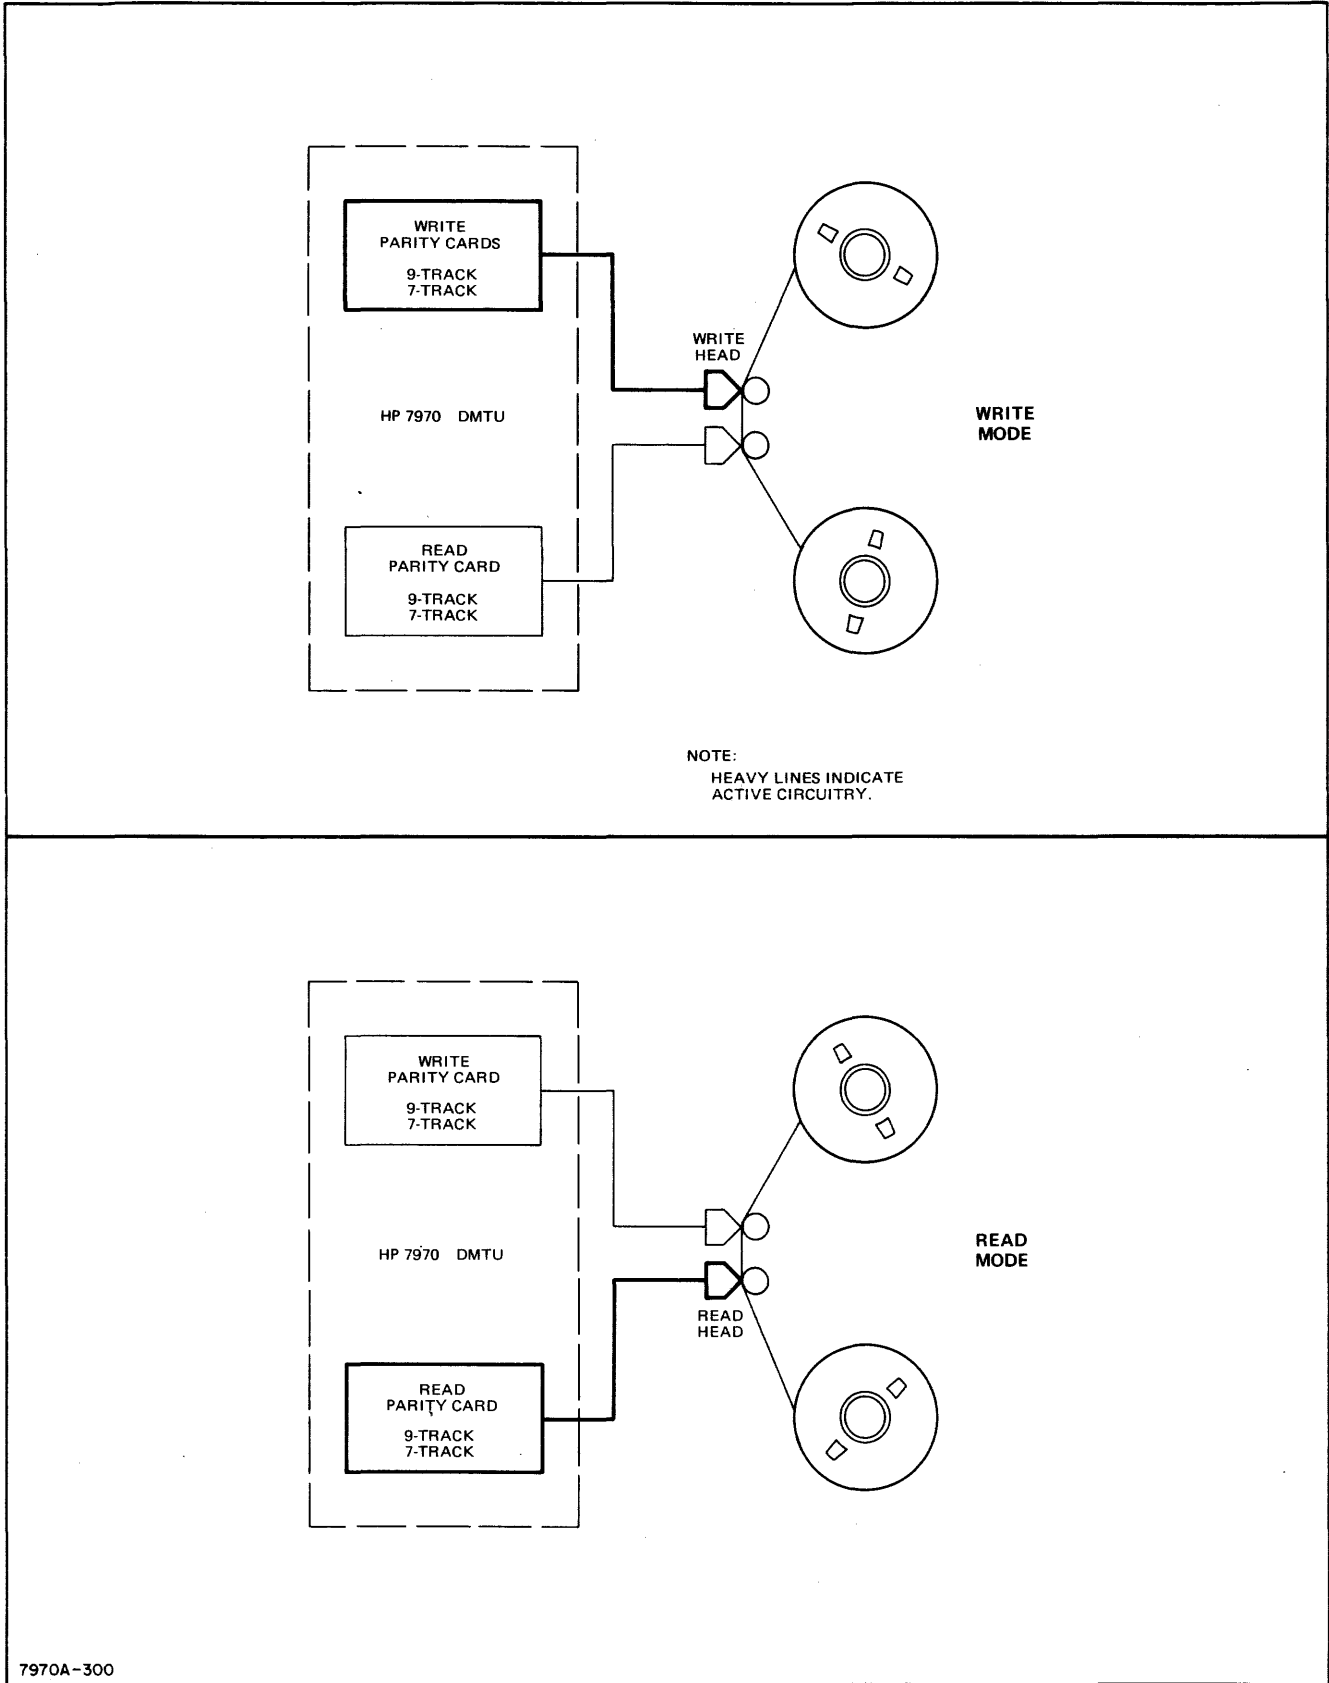 WRITE
PARITY CARDS
9-TRACK
7-TRACK
WRITE
HEAD
HP 7970 DMTU
WRITE
MODE
READ
PARITY CARD
9-TRACK
7-TRACK
NOTE:
HEAVY LINES INDICATE
ACTIVE CIRCUITRY.
WRITE
PARITY CARD
9-TRACK
7-TRACK
HP 7970 DMTU
READ
MODE
READ
HEAD
READ
PARITY CARD
9-TRACK
7-TRACK
7970A-300